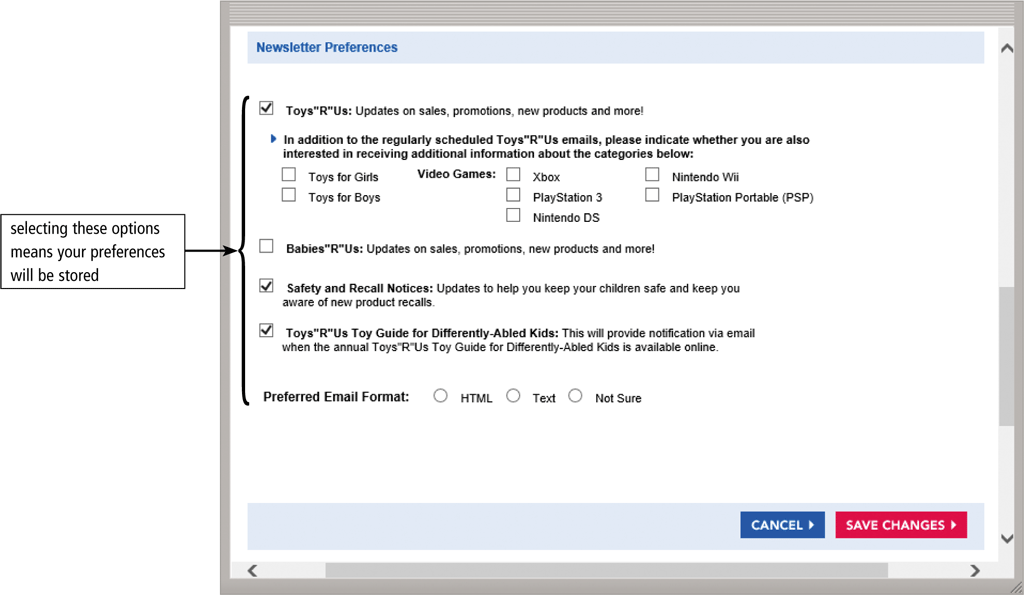 Newsletter Preferences
Toys"R"Us: Updates on sales, promotions, new products and more!
In addition to the regularly scheduled Toys"R"Us emails, please indicate whether you are also
interested in receiving additional information about the categories below:
Toys for Girls Video Games: Xbox Nintendo Wii
Toys for Boys PlayStation 3 PlayStation Portable (PSP)
Nintendo DS
selecting these options
means your preferences
will be stored
Babies"R"Us: Updates on sales, promotions, new products and more!
Safety and Recall Notices: Updates to help you keep your children safe and keep you
aware of new product recalls.
Toys"R"Us Toy Guide for Differently-Abled Kids: This will provide notification via email
when the annual Toys"R"Us Toy Guide for Differently-Abled Kids is available online.
Preferred Email Format: HTML Text Not Sure
CANCEL SAVE CHANGES